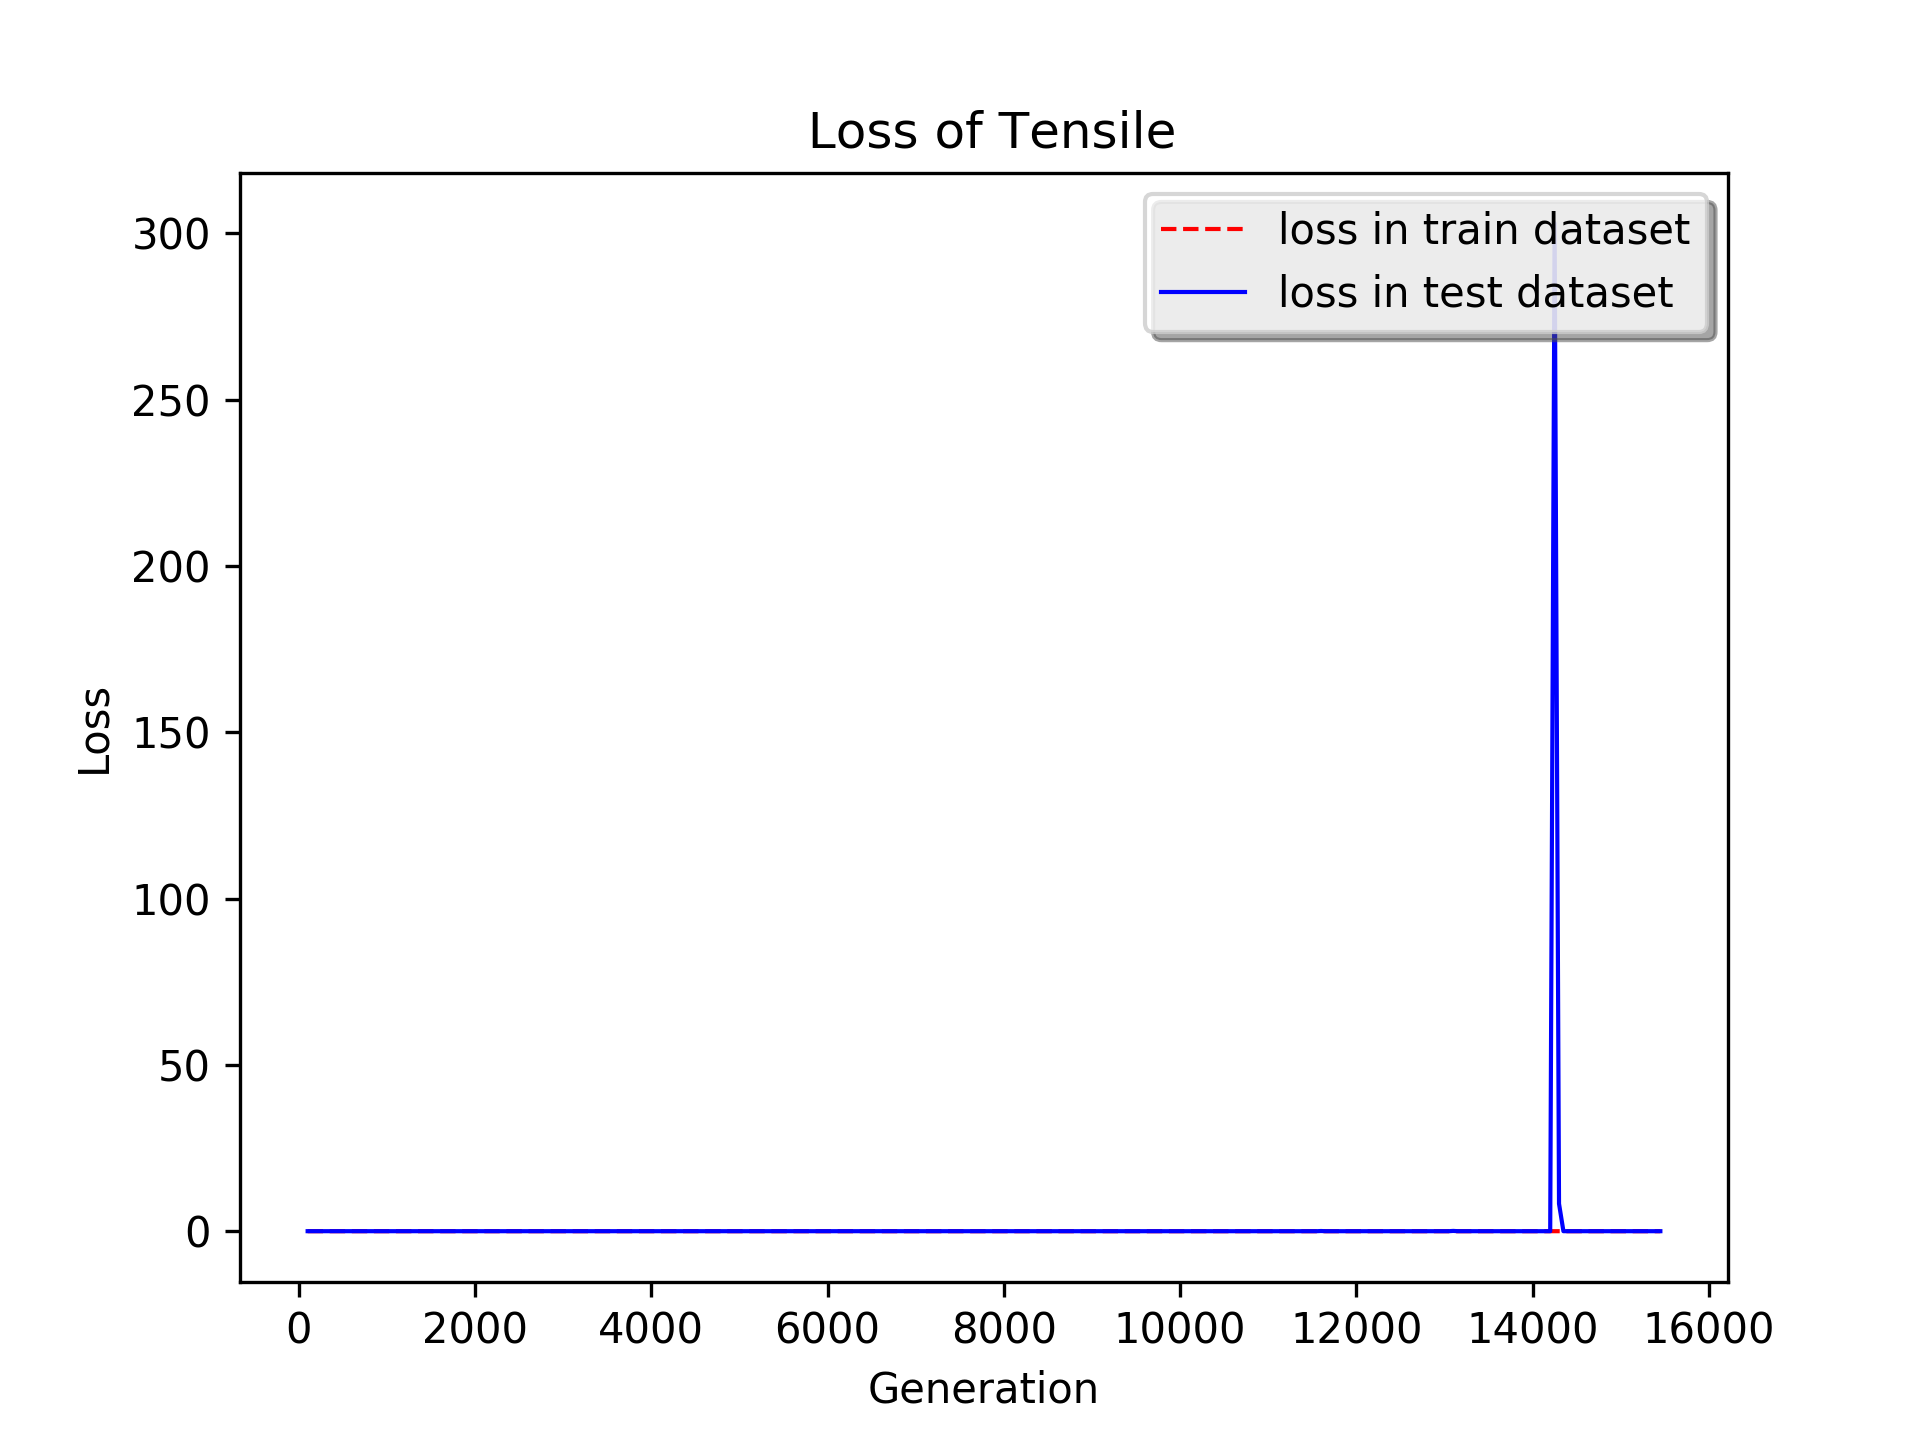 Loss of Tensile
loss in train dataset
loss in test dataset
300
250
200
150
100
50
0
Loss
0 2000 4000 6000 8000 10000 12000 14000 16000
Generation